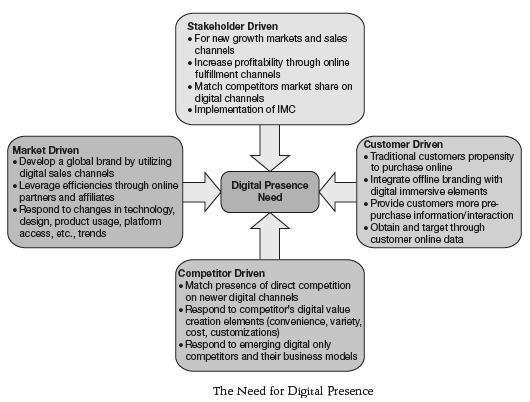 Stakeholder Driven
• For new growth markets and sales
channels
• Increase profitability through online
fulfillment channels
• Match competitors market share on
digital channels
• Implementation of IMC
Market Driven
• Develop a global brand by utilizing
digital sales channels
• Leverage efficiencies through online
partners and affiliates
• Respond to changes in technology,
design, product usage, platform
access, etc., trends
Digital Presence
Need
Customer Driven
• Traditional customers propensity
to purchase online
• Integrate offline branding with
digital immersive elements
• Provide customers more pre-
purchase information/interaction
• Obtain and target through
customer online data
Competitor Driven
• Match presence of direct competition
on newer digital channels
• Respond to competitor's digital value
creation elements (convenience, variety,
cost, customizations)
• Respond to emerging digital only
competitors and their business models
The Need for Digital Presence